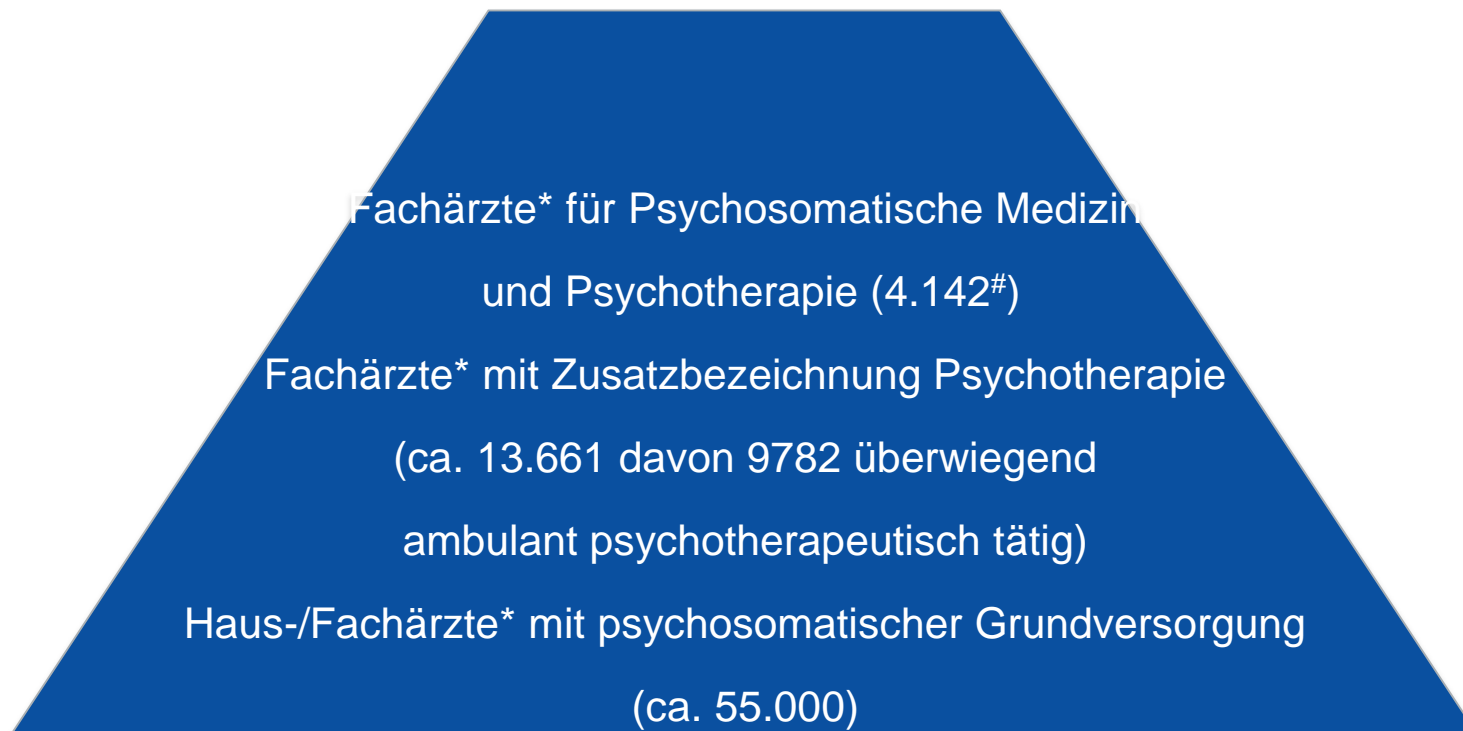 Fachärzte* für Psychosomatische Medizin
und Psychotherapie (4.142#)
Fachärzte* mit Zusatzbezeichnung Psychotherapie
(ca. 13.661 davon 9782 überwiegend
ambulant psychotherapeutisch tätig)
Haus-/Fachärzte* mit psychosomatischer Grundversorgung
(ca. 55.000)